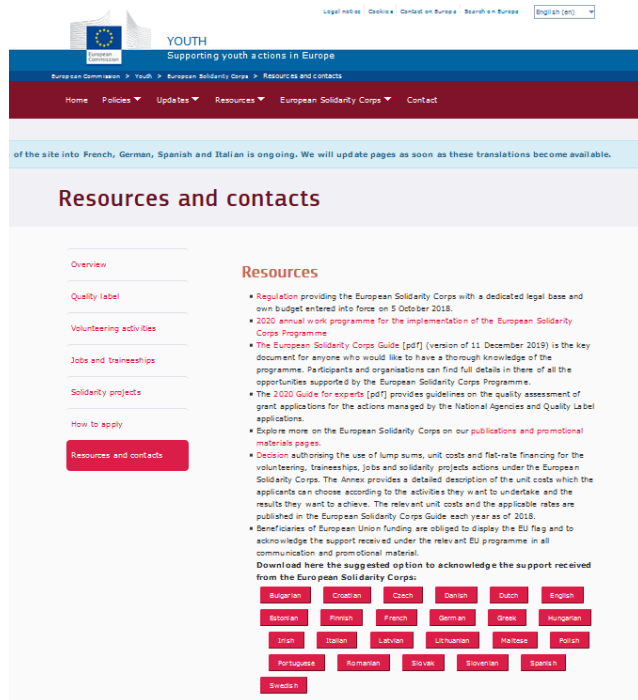 Legal notice | Cookies | Contact on Europa | Search on Europa
English (en)
European
Commission
YOUTH
Supporting youth actions in Europe
European Commission > Youth > European Solidarity Corps > Resources and contacts
Home Policies Updates Resources European Solidarity Corps Contact
of the site into French, German, Spanish and Italian is ongoing. We will update pages as soon as these translations become available.
Resources and contacts
Overview
Quality label
Volunteering activities
Jobs and traineeships
Solidarity projects
How to apply
Resources and contacts
Resources
Regulation providing the European Solidarity Corps with a dedicated legal base and
own budget entered into force on 5 October 2018.
2020 annual work programme for the implementation of the European Solidarity
Corps Programme
The European Solidarity Corps Guide [pdf] (version of 11 December 2019) is the key
document for anyone who would like to have a thorough knowledge of the
programme. Participants and organisations can find full details in there of all the
opportunities supported by the European Solidarity Corps Programme.
The 2020 Guide for experts [pdf] provides guidelines on the quality assessment of
grant applications for the actions managed by the National Agencies and Quality Label
applications.
Explore more on the European Solidarity Corps on our publications and promotional
materials pages.
Decision authorising the use of lump sums, unit costs and flat-rate financing for the
volunteering, traineeships, jobs and solidarity projects actions under the European
Solidarity Corps. The Annex provides a detailed description of the unit costs which the
applicants can choose according to the activities they want to undertake and the
results they want to achieve. The relevant unit costs and the applicable rates are
published in the European Solidarity Corps Guide each year as of 2018.
Beneficiaries of European Union funding are obliged to display the EU flag and to
acknowledge the support received under the relevant EU programme in all
communication and promotional material.
Download here the suggested option to acknowledge the support received
from the European Solidarity Corps:
Bulgarian Croatian Czech Danish Dutch English
Estonian Finnish French German Greek Hungarian
Irish Italian Latvian Lithuanian Maltese Polish
Portuguese Romanian Slovak Slovenian Spanish
Swedish